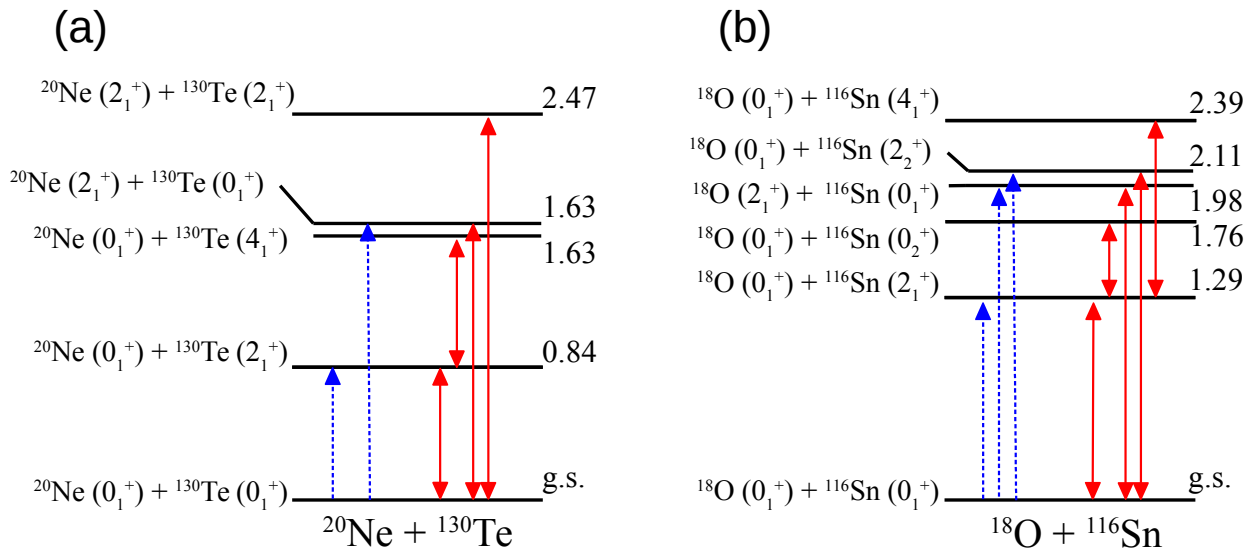 (a)
²⁰Ne (2₁⁺) + ¹³⁰Te (2₁⁺) 2.47
²⁰Ne (2₁⁺) + ¹³⁰Te (0₁⁺) 1.63
²⁰Ne (0₁⁺) + ¹³⁰Te (4₁⁺) 1.63
²⁰Ne (0₁⁺) + ¹³⁰Te (2₁⁺) 0.84
²⁰Ne (0₁⁺) + ¹³⁰Te (0₁⁺) g.s.
²⁰Ne + ¹³⁰Te
(b)
¹⁸O (0₁⁺) + ¹¹⁶Sn (4₁⁺) 2.39
¹⁸O (0₁⁺) + ¹¹⁶Sn (2₂⁺) 2.11
¹⁸O (2₁⁺) + ¹¹⁶Sn (0₁⁺) 1.98
¹⁸O (0₁⁺) + ¹¹⁶Sn (0₂⁺) 1.76
¹⁸O (0₁⁺) + ¹¹⁶Sn (2₁⁺) 1.29
¹⁸O (0₁⁺) + ¹¹⁶Sn (0₁⁺) g.s.
¹⁸O + ¹¹⁶Sn